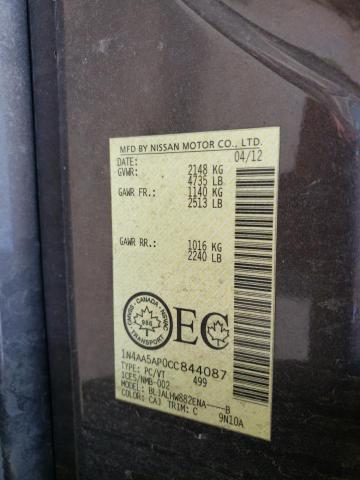 MFD BY NISSAN MOTOR CO., LTD.
DATE: 04/12
GVWR: 2148 KG
4735 LB
GAWR FR.: 1140 KG
2513 LB
GAWR RR.: 1016 KG
2240 LB
CANADA
TRANSPORT
EC
1N4AA5AP0CC844087
TYPE: PC/VT 499
ICES/NMB-002
MODEL: BLJALHW882ENA-----B
COLOR: CA3 TRIM: C 9N10A